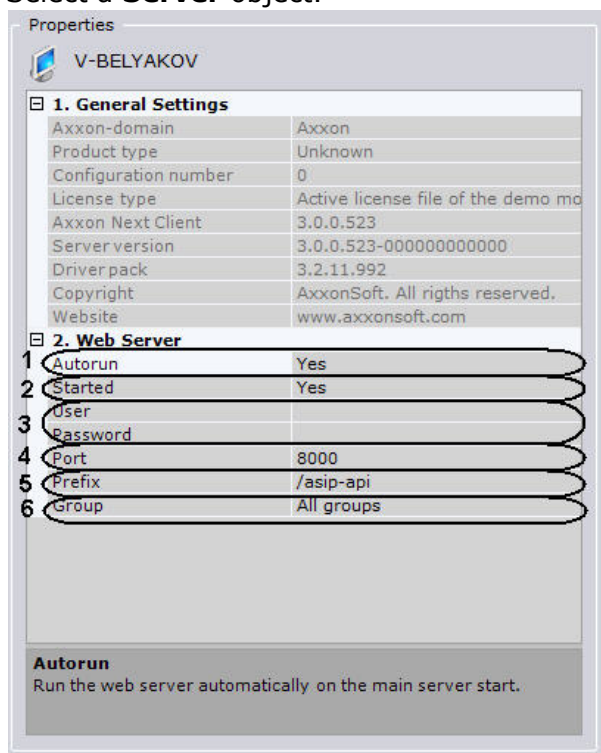 Select a Server object.
Properties
V-BELYAKOV
1. General Settings
Axxon-domain Axxon
Product type Unknown
Configuration number 0
License type Active license file of the demo mo
Axxon Next Client 3.0.0.523
Server version 3.0.0.523-000000000000
Driver pack 3.2.11.992
Copyright AxxonSoft. All rigths reserved.
Website www.axxonsoft.com
2. Web Server
1 Autorun Yes
2 Started Yes
User
3
Password
4 Port 8000
5 Prefix /asip-api
6 Group All groups
Autorun
Run the web server automatically on the main server start.